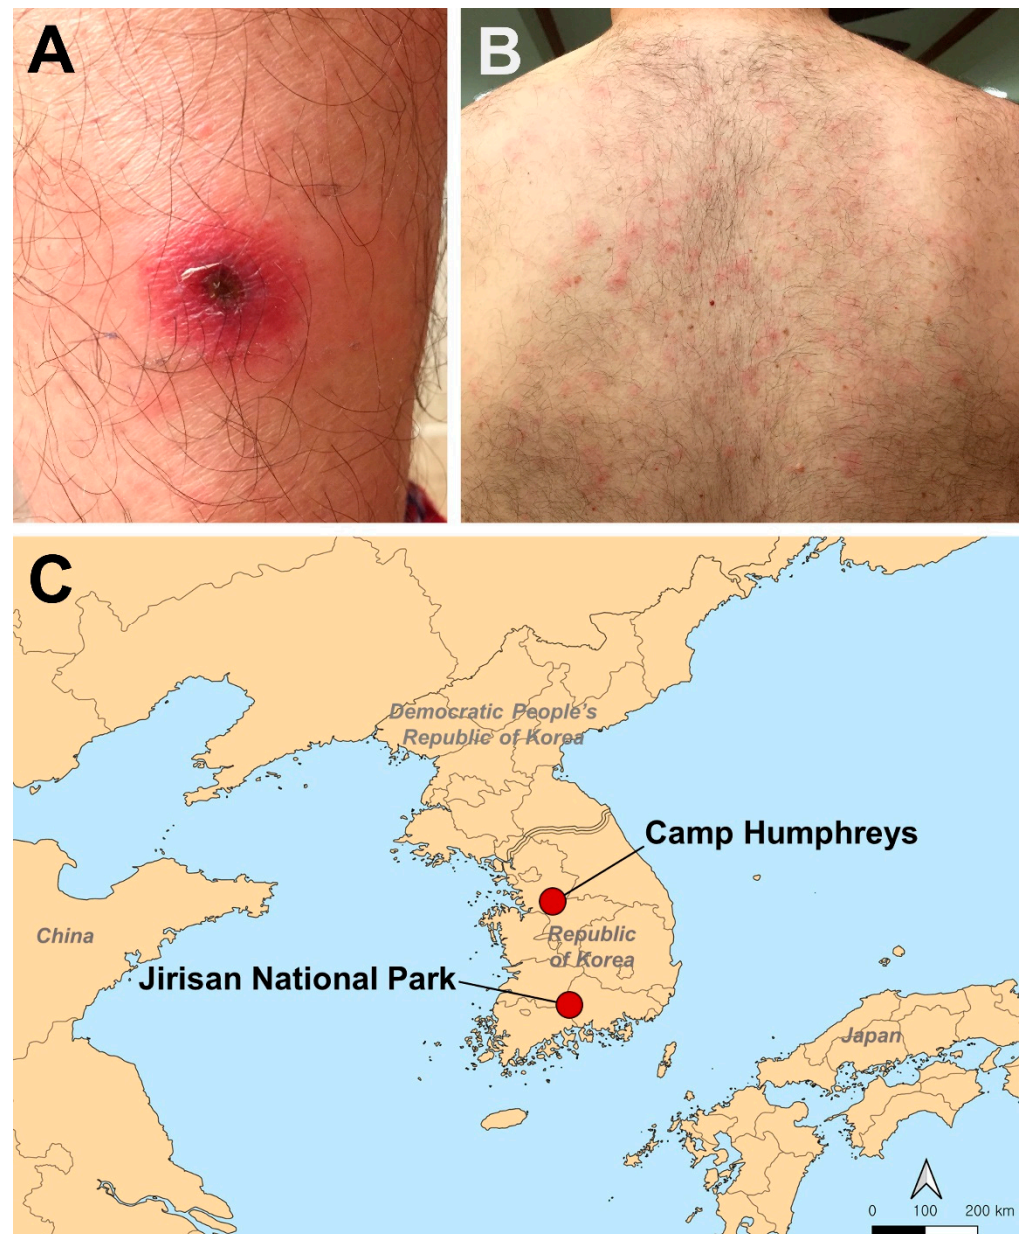 A
B
C
Democratic People's
Republic of Korea
Camp Humphreys
China
Republic
of Korea
Jirisan National Park
Japan
0 100 200 km